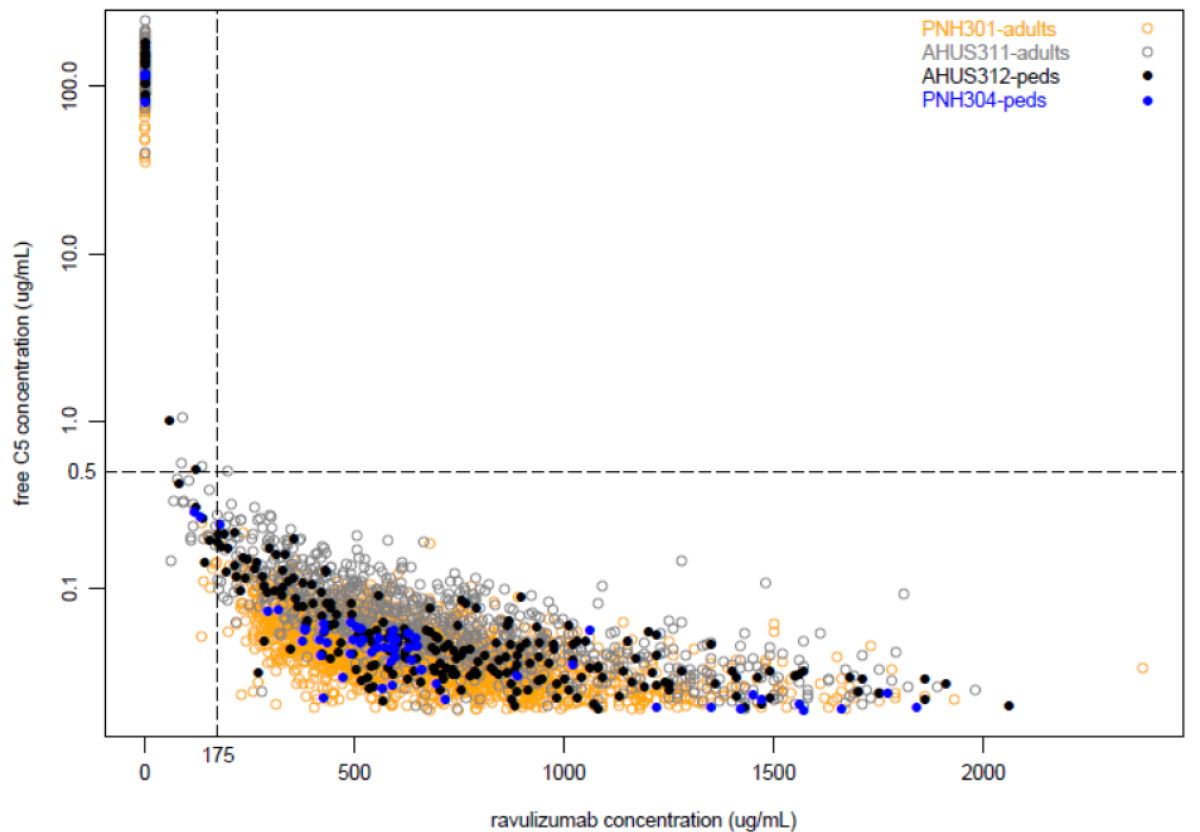 PNH301-adults
AHUS311-adults
AHUS312-peds
PNH304-peds
free C5 concentration (ug/mL)
100.0
10.0
1.0
0.5
0.1
0
175
500
1000
1500
2000
ravulizumab concentration (ug/mL)